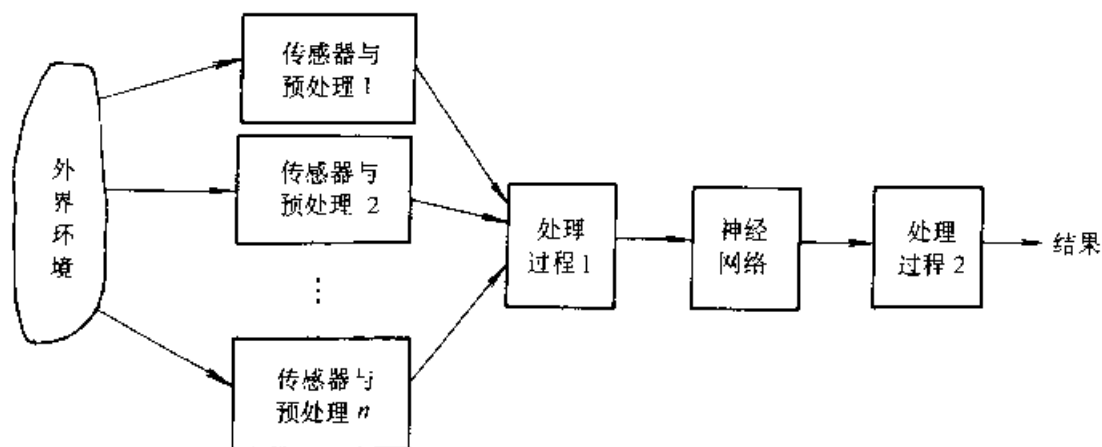 传感器与
预处理 1
外界环境
传感器与
预处理 2
处理
过程 1
神经
网络
处理
过程 2
结果
⋮
传感器与
预处理 n